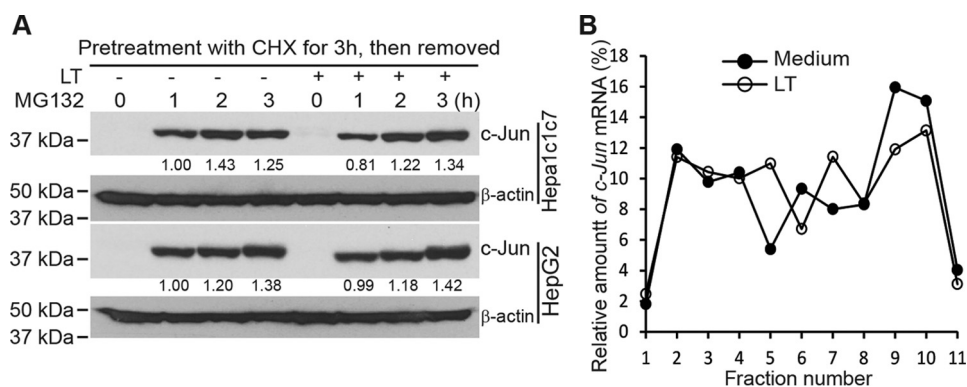 A
Pretreatment with CHX for 3h, then removed
LT - - - - + + + +
MG132 0 1 2 3 0 1 2 3 (h)
37 kDa
c-Jun
1.00 1.43 1.25 0.81 1.22 1.34
50 kDa
β-actin
37 kDa
Hepa1c1c7
c-Jun
37 kDa
1.00 1.20 1.38 0.99 1.18 1.42
50 kDa
β-actin
37 kDa
HepG2
B
Relative amountt of c-Jun mRNA (%)
18
16
14
12
10
8
6
4
2
0
Medium
LT
1 2 3 4 5 6 7 8 9 10 11
Fraction number